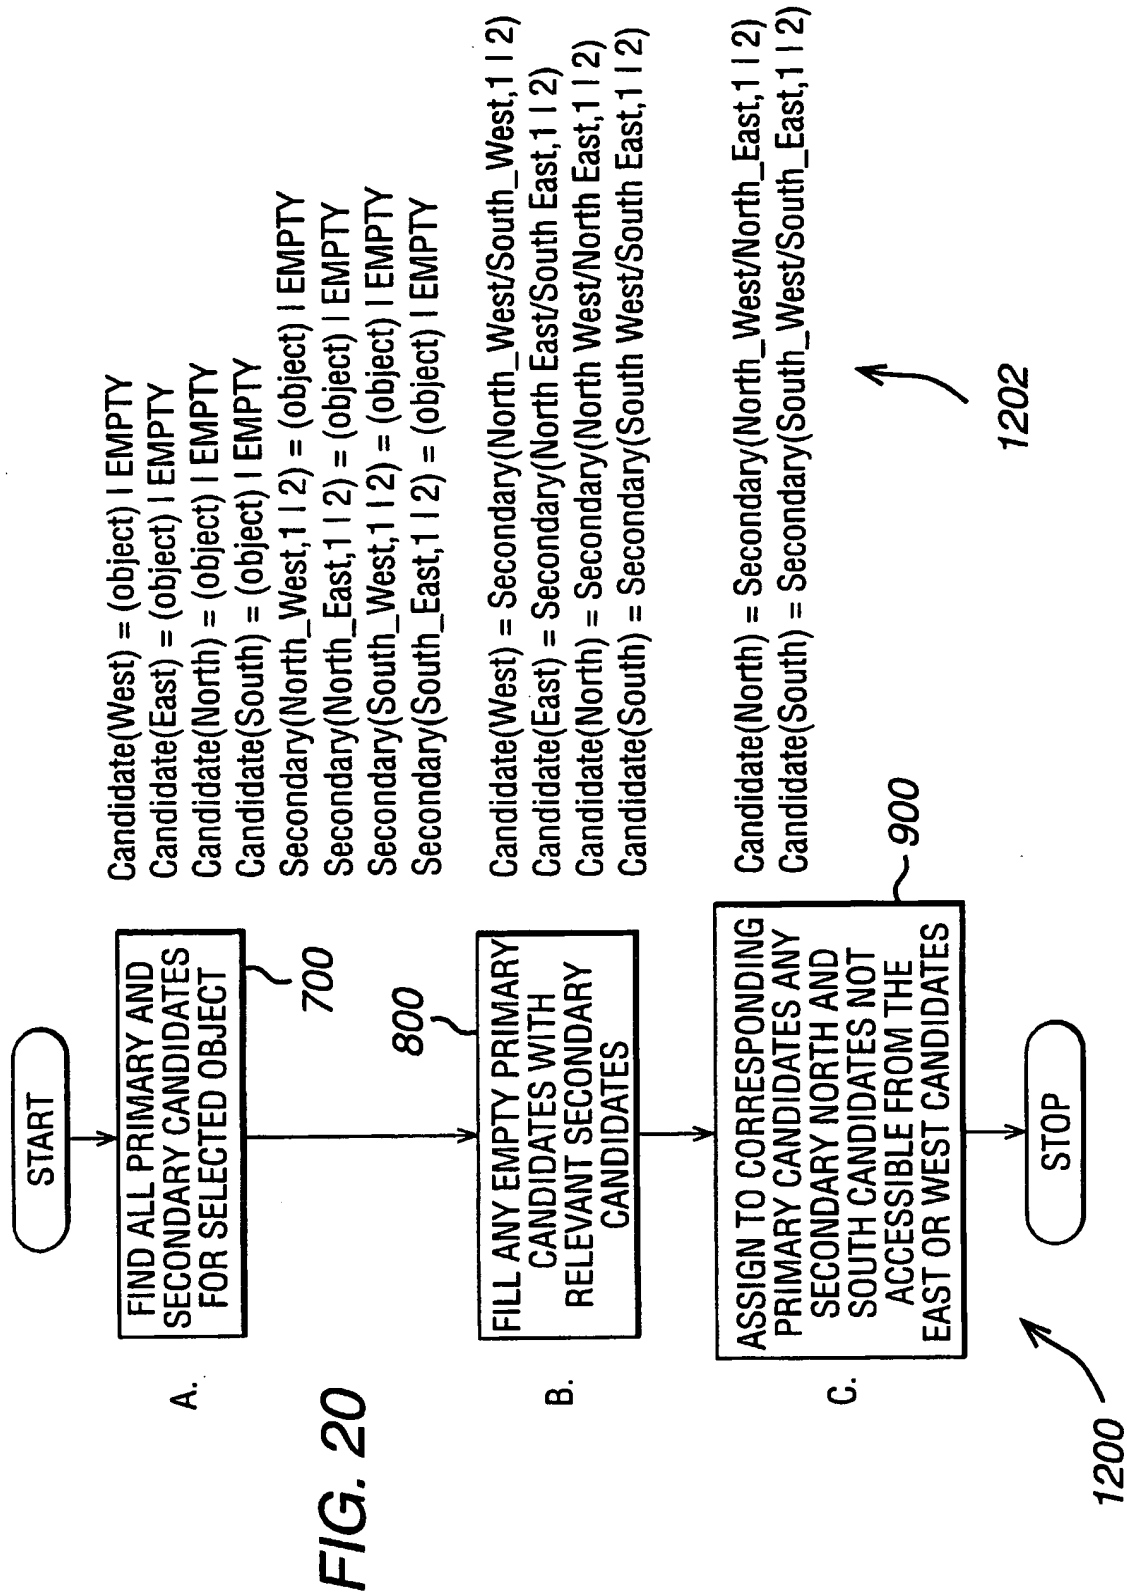 START
A.
FIND ALL PRIMARY AND
SECONDARY CANDIDATES
FOR SELECTED OBJECT
700
Candidate(West) = (object) | EMPTY
Candidate(East) = (object) | EMPTY
Candidate(North) = (object) | EMPTY
Candidate(South) = (object) | EMPTY
Secondary(North_West,1 | 2) = (object) | EMPTY
Secondary(North_East,1 | 2) = (object) | EMPTY
Secondary(South_West,1 | 2) = (object) | EMPTY
Secondary(South_East,1 | 2) = (object) | EMPTY
B.
800
FILL ANY EMPTY PRIMARY
CANDIDATES WITH
RELEVANT SECONDARY
CANDIDATES
Candidate(West) = Secondary(North_West/South_West,1 | 2)
Candidate(East) = Secondary(North East/South East,1 | 2)
Candidate(North) = Secondary(North West/North East,1 | 2)
Candidate(South) = Secondary(South West/South East,1 | 2)
C.
ASSIGN TO CORRESPONDING
PRIMARY CANDIDATES ANY
SECONDARY NORTH AND
SOUTH CANDIDATES NOT
ACCESSIBLE FROM THE
EAST OR WEST CANDIDATES
900
Candidate(North) = Secondary(North_West/North_East,1 | 2)
Candidate(South) = Secondary(South_West/South_East,1 | 2)
STOP
1200
1202
FIG. 20